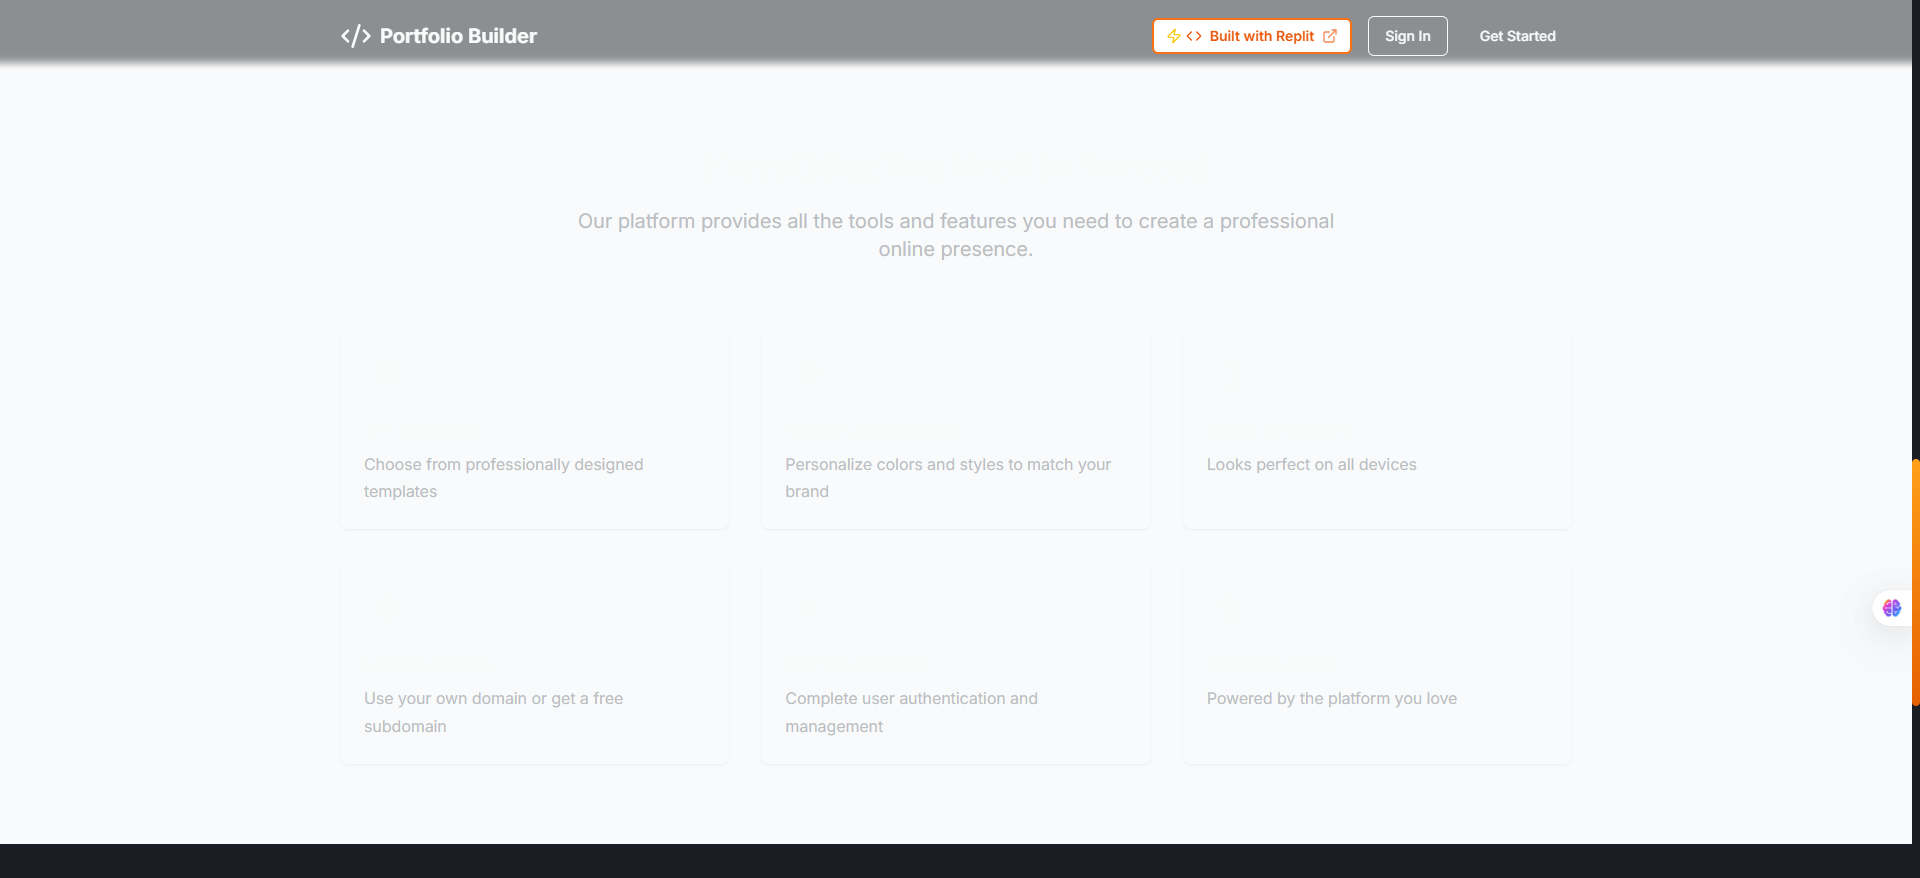 </> Portfolio Builder
Built with Replit
Sign In
Get Started
Our platform provides all the tools and features you need to create a professional
online presence.
Choose from professionally designed
templates
Personalize colors and styles to match your
brand
Looks perfect on all devices
Use your own domain or get a free
subdomain
Complete user authentication and
management
Powered by the platform you love